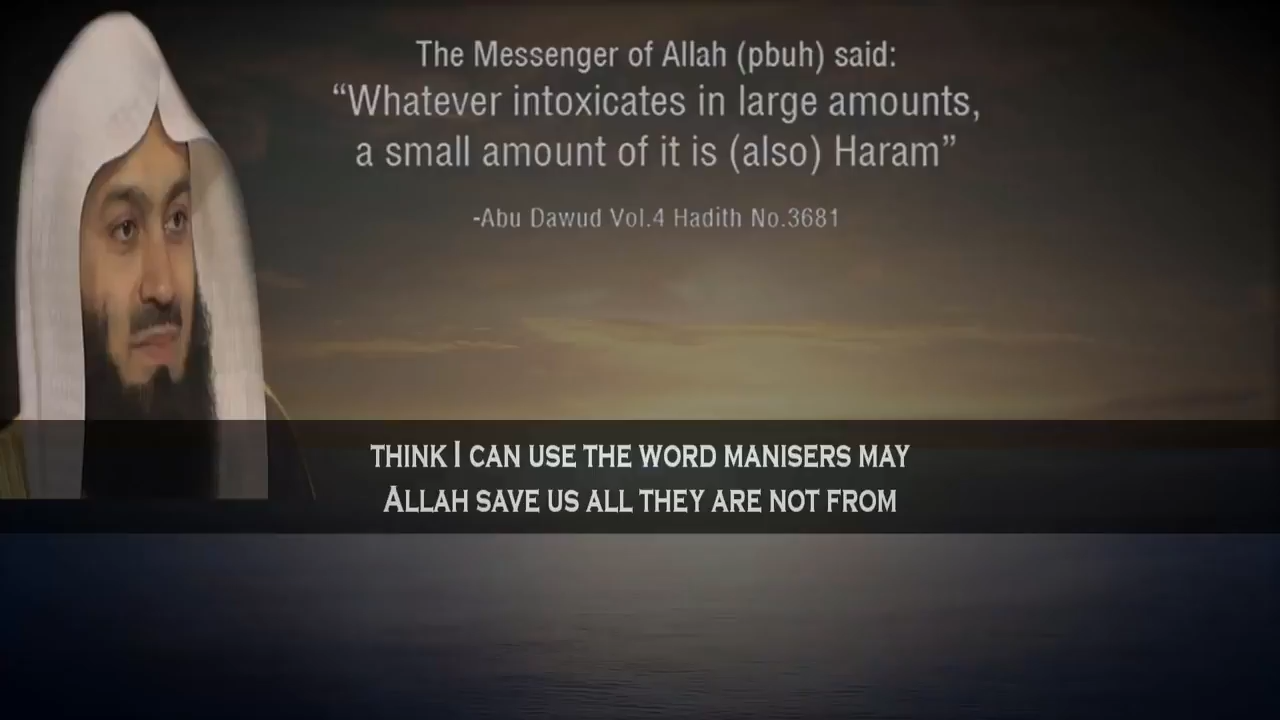 The Messenger of Allah (pbuh) said:
“Whatever intoxicates in large amounts,
a small amount of it is (also) Haram”
-Abu Dawud Vol.4 Hadith No.3681
THINK I CAN USE THE WORD MANISERS MAY
ALLAH SAVE US ALL THEY ARE NOT FROM